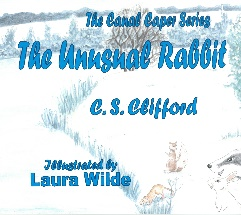 The Canal Caper Series
The Unusual Rabbit
C. S. Clifford
Illustrated by
Laura Wilde